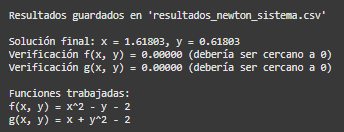 Resultados guardados en 'resultados_newton_sistema.csv'
Solución final: x = 1.61803, y = 0.61803
Verificación f(x, y) = 0.00000 (debería ser cercano a 0)
Verificación g(x, y) = 0.00000 (debería ser cercano a 0)
Funciones trabajadas:
f(x, y) = x^2 - y - 2
g(x, y) = x + y^2 - 2